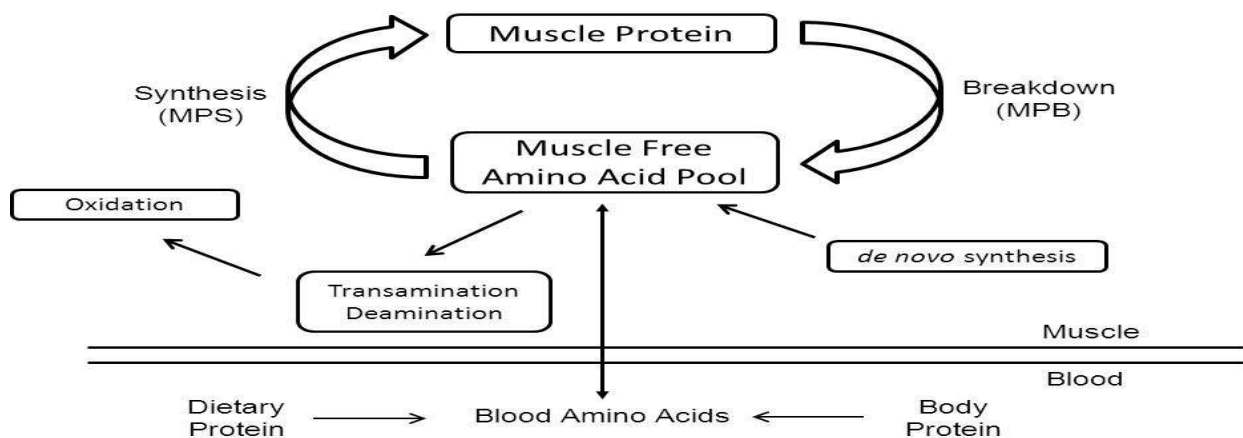 Muscle Protein
Synthesis
(MPS)
Breakdown
(MPB)
Muscle Free
Amino Acid Pool
Oxidation
de novo synthesis
Transamination
Deamination
Muscle
Blood
Dietary
Protein
Blood Amino Acids
Body
Protein